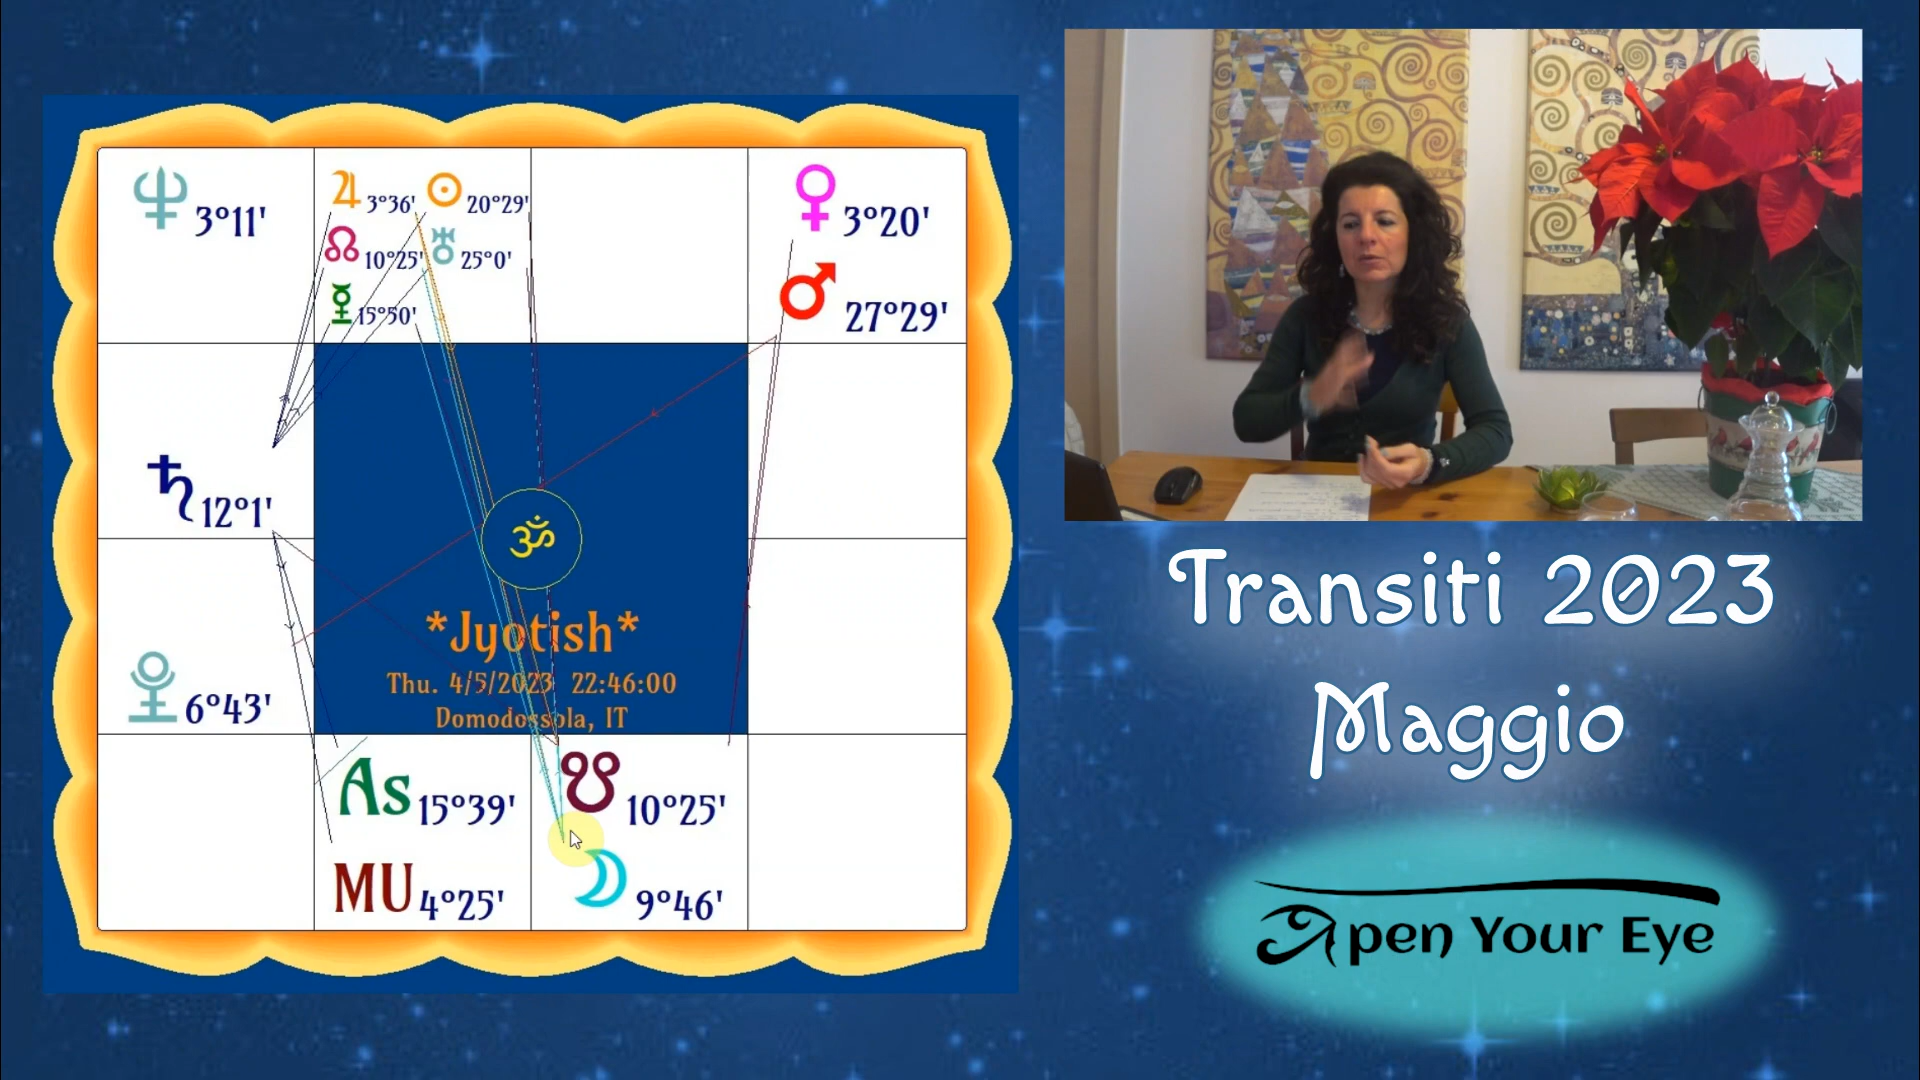 3°11'
3°36' 20°29'
10°25' 25°0'
15°50'
3°20'
27°29'
12°1'
ॐ
*Jyotish*
Thu. 4/5/2023 22:46:00
Domodossola, IT
6°43'
As 15°39'
MU 4°25'
10°25'
9°46'
Transiti 2023
Maggio
Open Your Eye